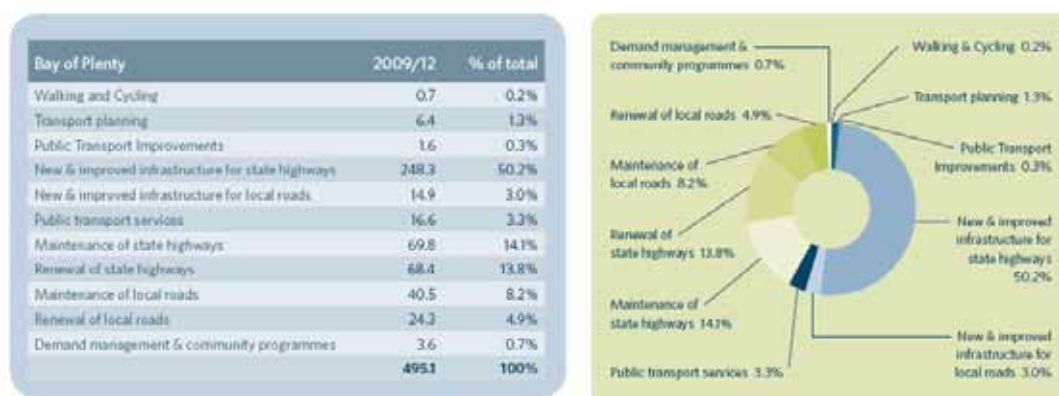 Bay of Plenty 2009/12 % of total
Walking and Cycling 0.7 0.2%
Transport planning 6.4 1.3%
Public Transport Improvements 1.6 0.3%
New & improved infrastructure for state highways 248.3 50.2%
New & improved infrastructure for local roads 14.9 3.0%
Public transport services 16.6 3.3%
Maintenance of state highways 69.8 14.1%
Renewal of state highways 68.4 13.8%
Maintenance of local roads 40.5 8.2%
Renewal of local roads 24.3 4.9%
Demand management & community programmes 3.6 0.7%
495.1 100%
Demand management &
community programmes 0.7%
Renewal of local roads 4.9%
Maintenance of
local roads 8.2%
Renewal of
state highways 13.8%
Maintenance of
state highways 14.1%
Public transport services 3.3%
Walking & Cycling 0.2%
Transport planning 1.3%
Public Transport
Improvements 0.3%
New & improved
infrastructure for
state highways
50.2%
New & improved
infrastructure for
local roads 3.0%